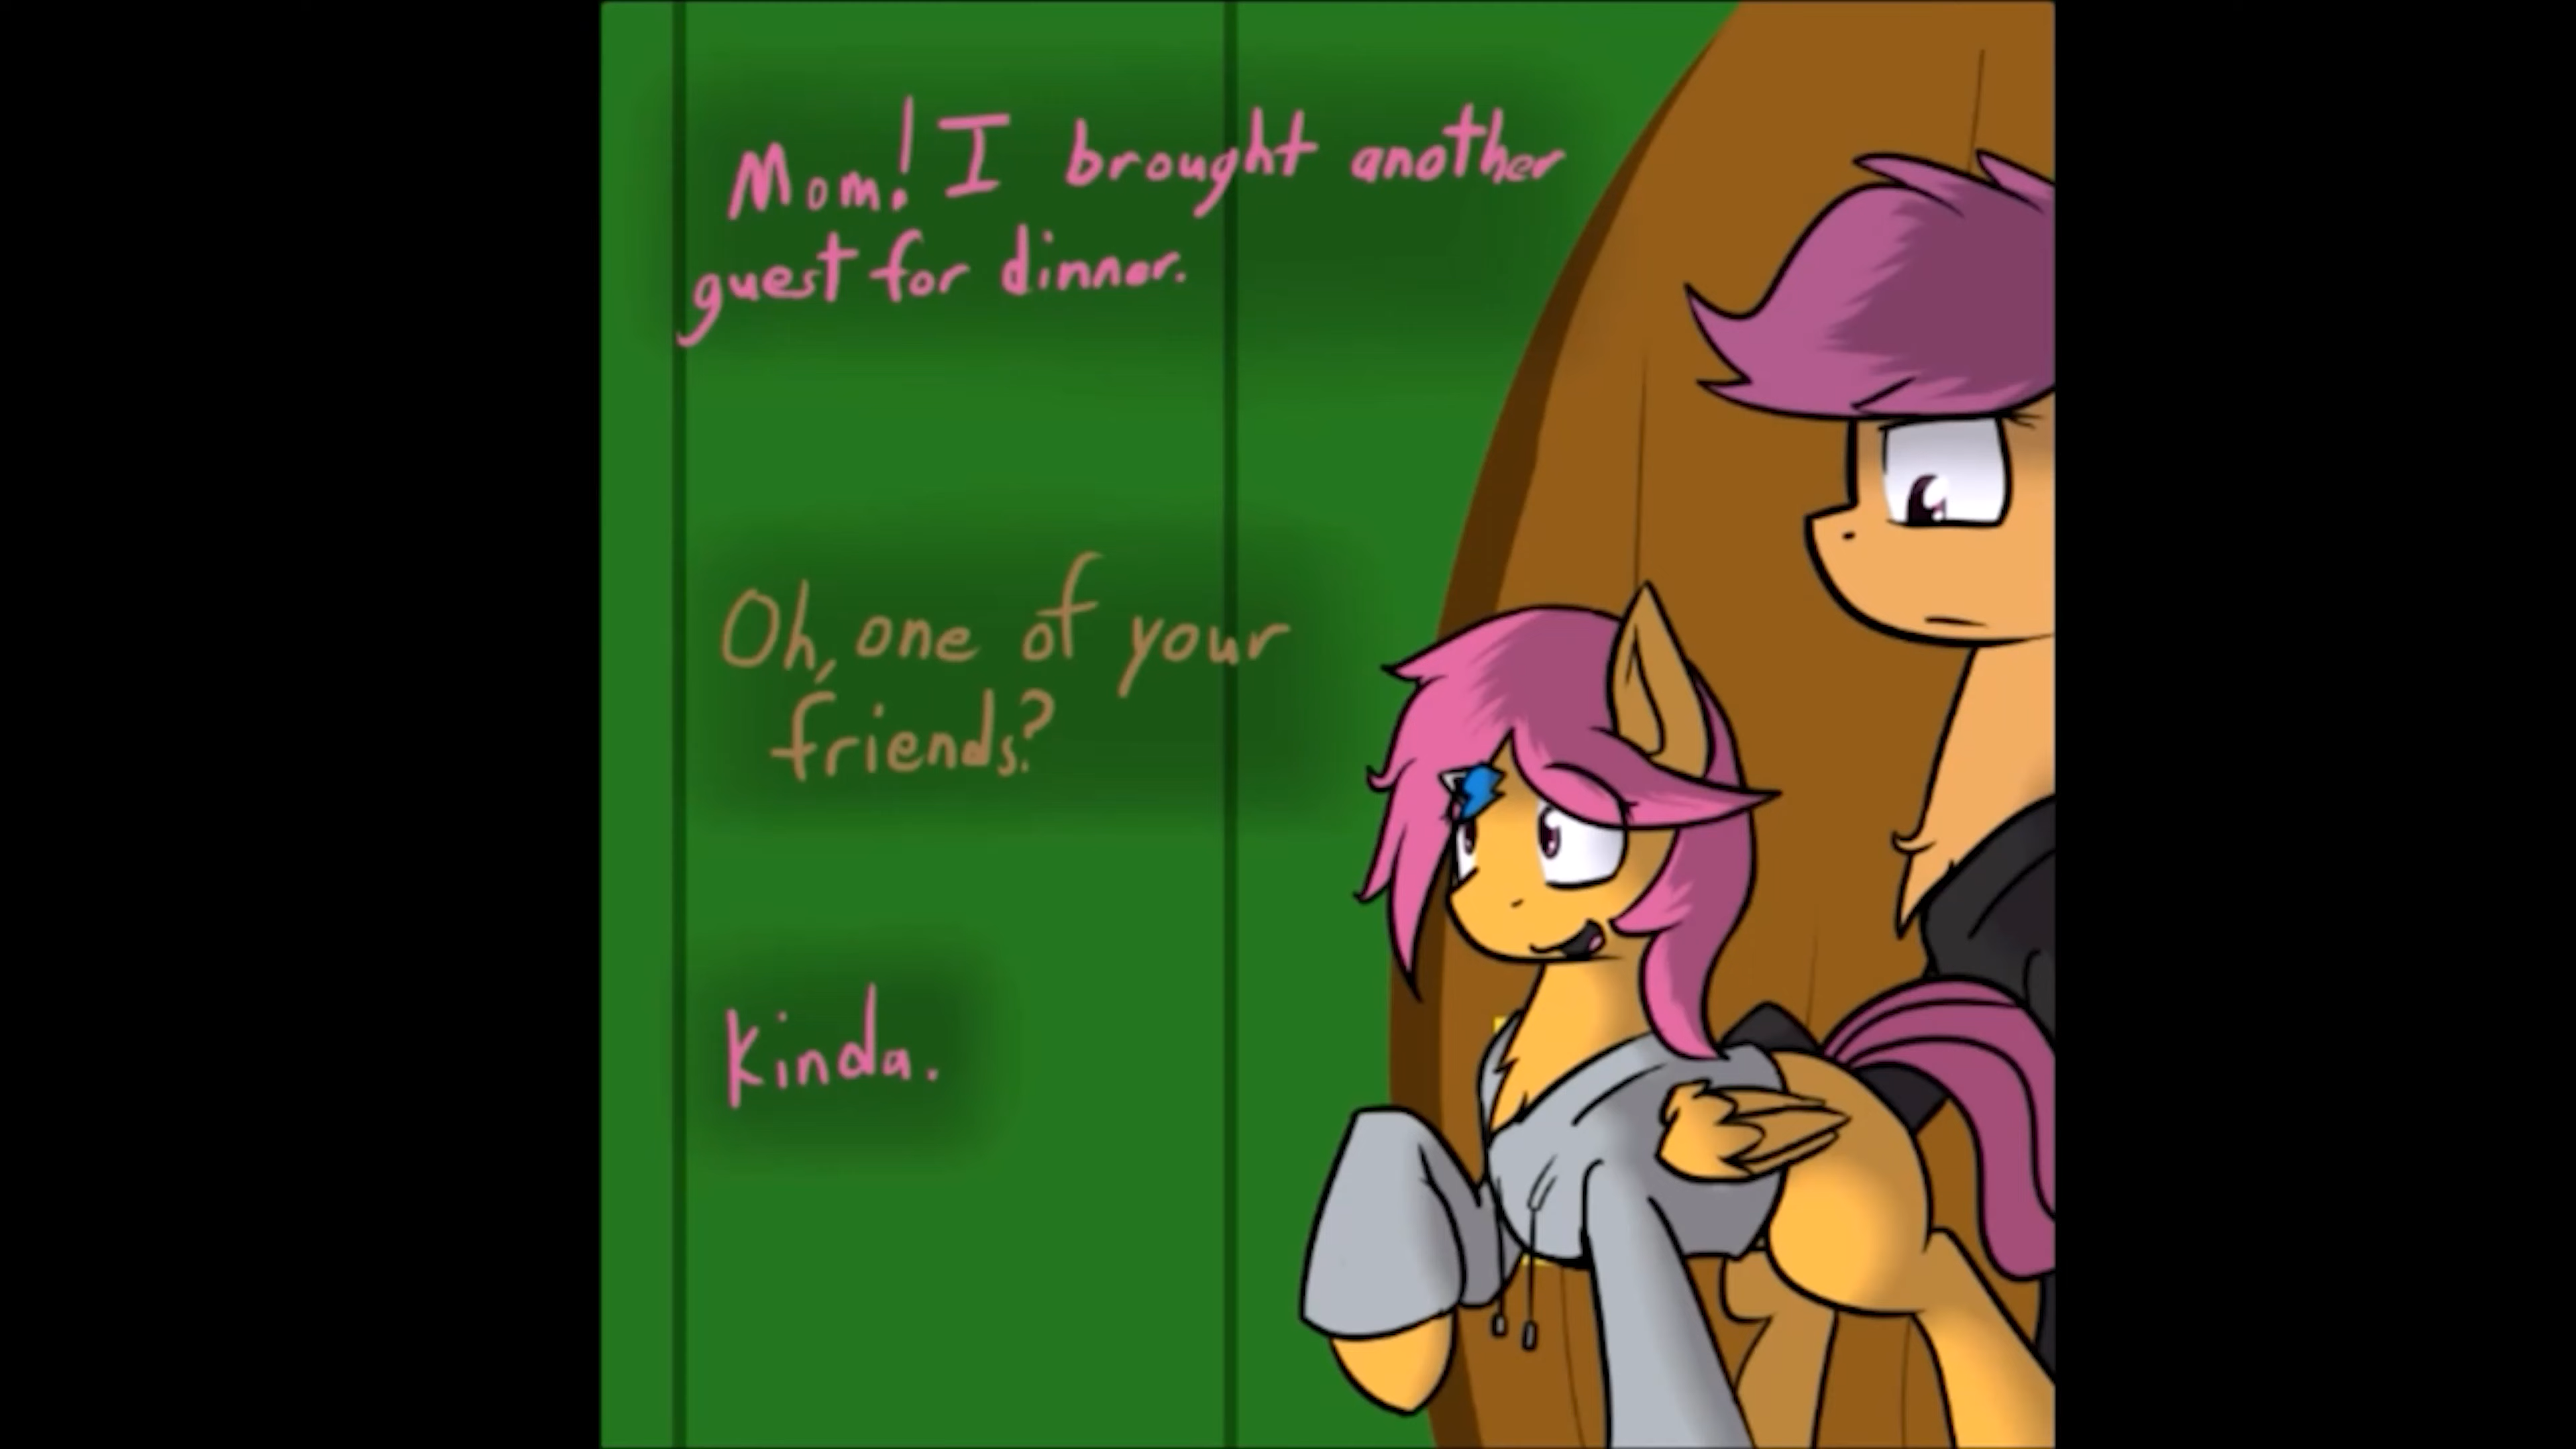 Mom! I brought another
guest for dinner.
Oh, one of your
friends?
Kinda.